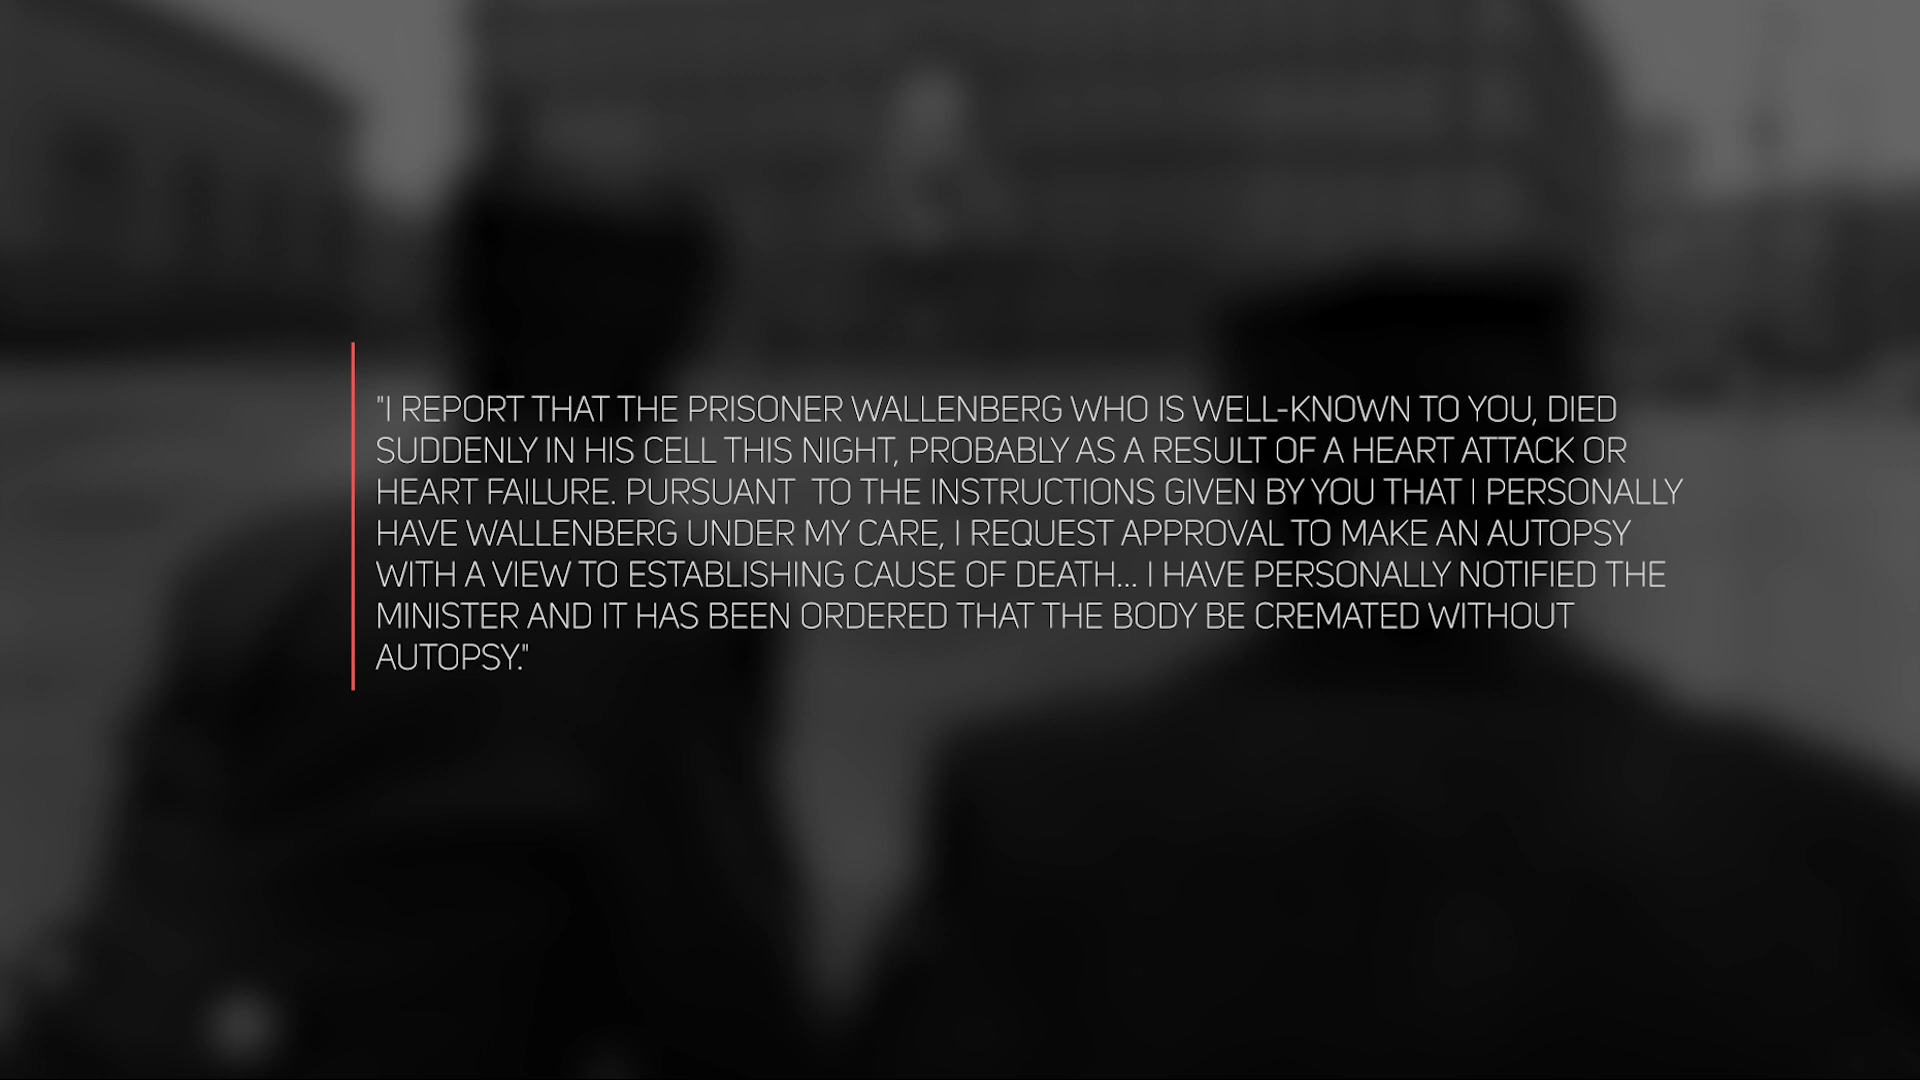 "I REPORT THAT THE PRISONER WALLENBERG WHO IS WELL-KNOWN TO YOU, DIED
SUDDENLY IN HIS CELL THIS NIGHT, PROBABLY AS A RESULT OF A HEART ATTACK OR
HEART FAILURE. PURSUANT  TO THE INSTRUCTIONS GIVEN BY YOU THAT I PERSONALLY
HAVE WALLENBERG UNDER MY CARE, I REQUEST APPROVAL TO MAKE AN AUTOPSY
WITH A VIEW TO ESTABLISHING CAUSE OF DEATH... I HAVE PERSONALLY NOTIFIED THE
MINISTER AND IT HAS BEEN ORDERED THAT THE BODY BE CREMATED WITHOUT
AUTOPSY."